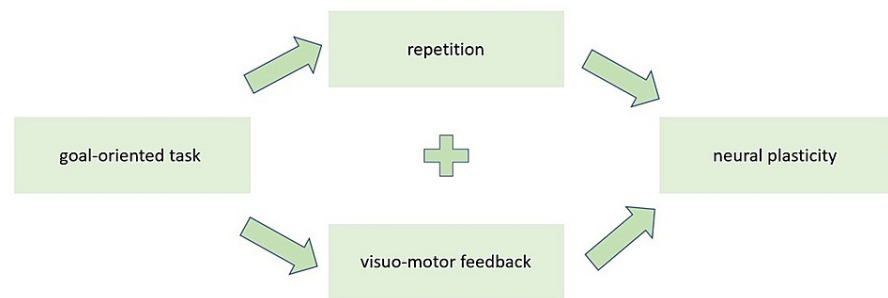 repetition
goal-oriented task
neural plasticity
visuo-motor feedback